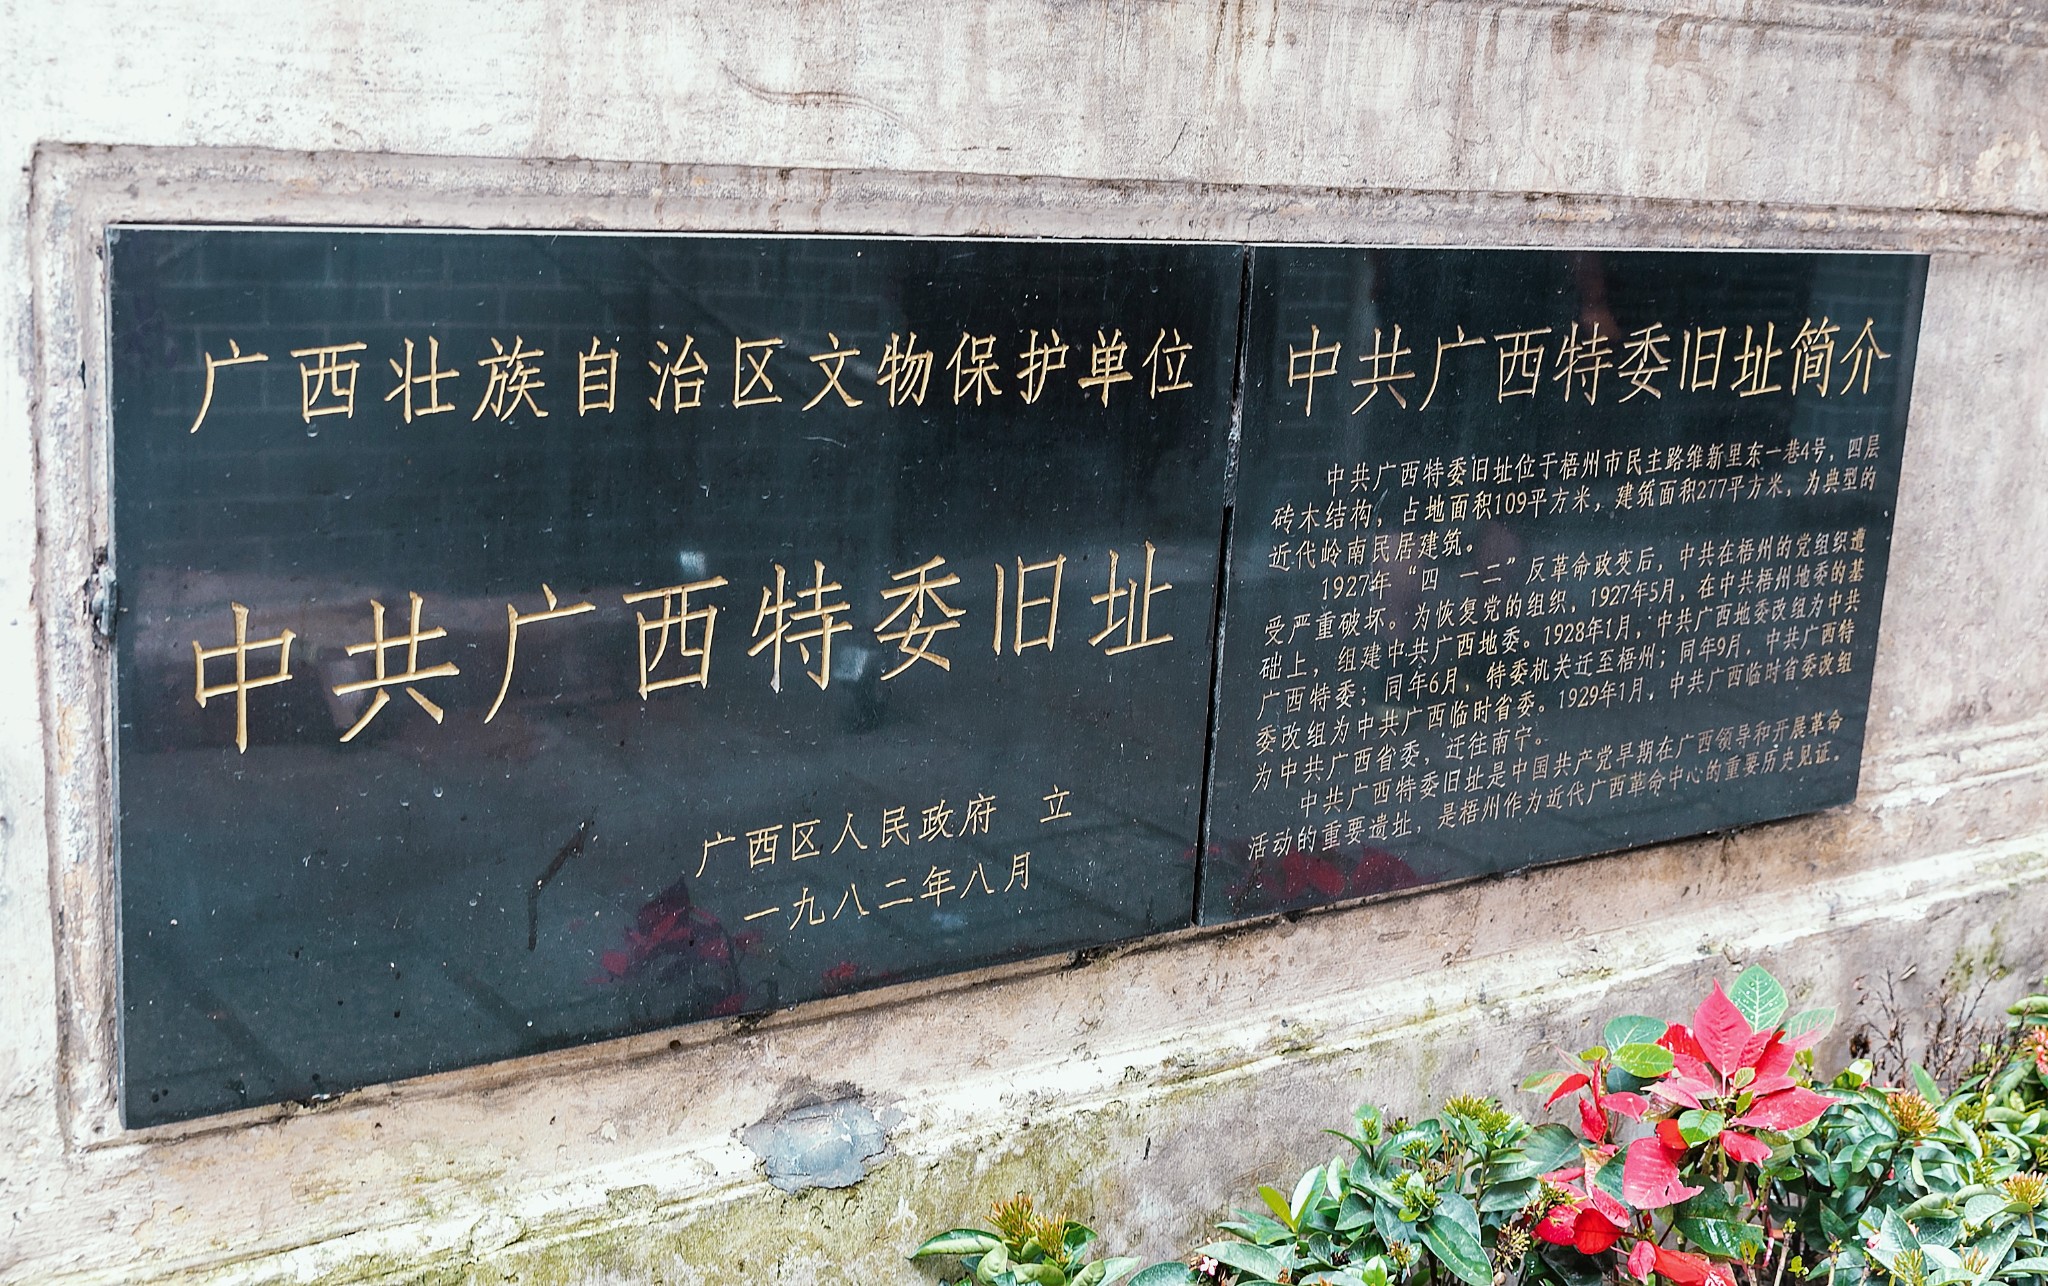 广西壮族自治区文物保护单位
中共广西特委旧址
广西区人民政府 立
一九八二年八月
中共广西特委旧址简介
中共广西特委旧址位于梧州市民主路维新里东一巷4号，四层
砖木结构，占地面积109平方米，建筑面积277平方米，为典型的
近代岭南民居建筑。
1927年“四 一二”反革命政变后，中共在梧州的党组织遭
受严重破坏。为恢复党的组织，1927年5月，在中共梧州地委的基
础上，组建中共广西地委。1928年1月，中共广西地委改组为中共
广西特委；同年6月，特委机关迁至梧州；同年9月，中共广西特
委改组为中共广西临时省委。1929年1月，中共广西临时省委改组
为中共广西省委，迁往南宁。
中共广西特委旧址是中国共产党早期在广西领导和开展革命
活动的重要遗址，是梧州作为近代广西革命中心的重要历史见证。